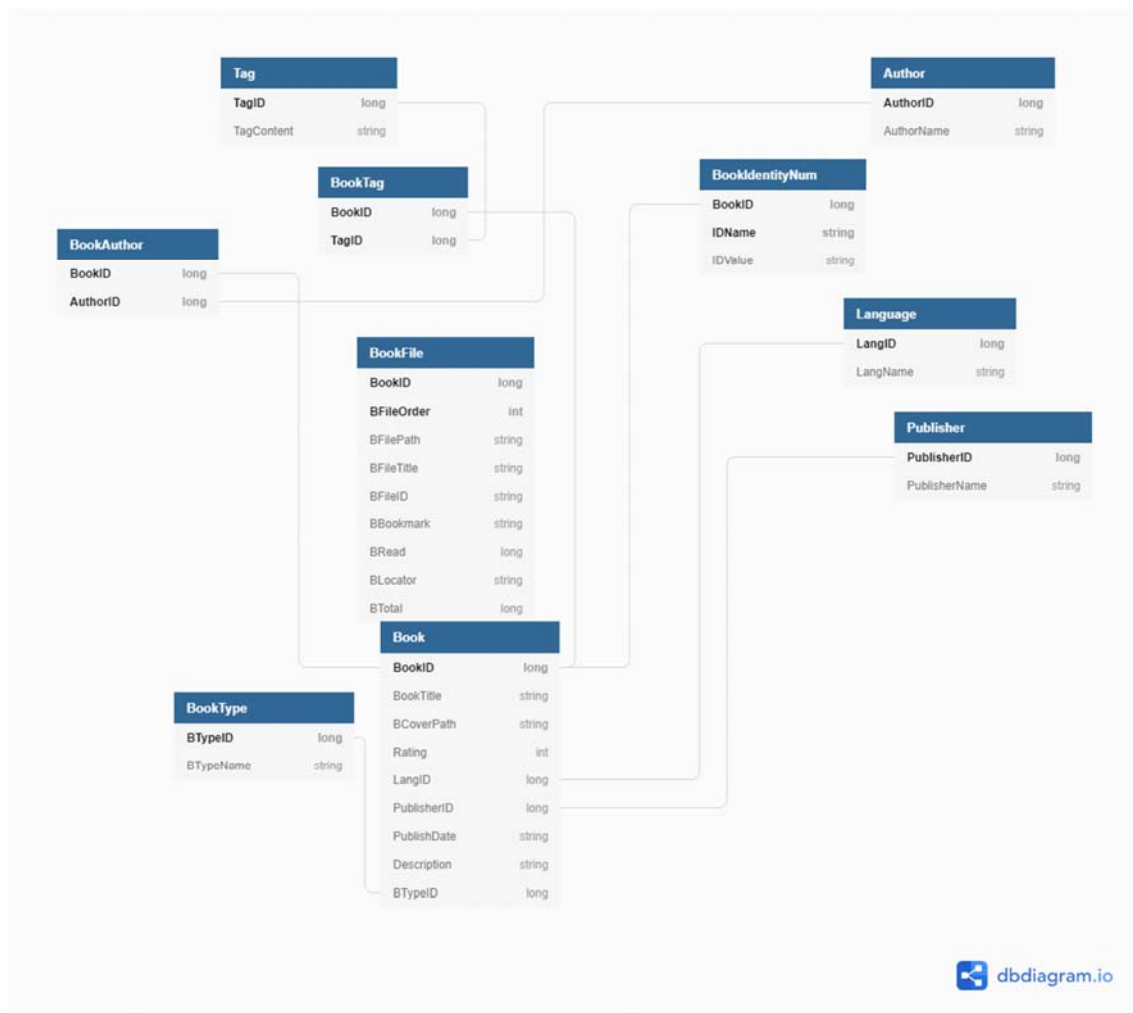 Tag
TagID long
TagContent string
Author
AuthorID long
AuthorName string
BookTag
BookID long
TagID long
BookIdentityNum
BookID long
IDName string
IDValue string
BookAuthor
BookID long
AuthorID long
Language
LangID long
LangName string
BookFile
BookID long
BFileOrder int
BFilePath string
BFileTitle string
BFileID string
BBookmark string
BRead long
BLocator string
BTotal long
Publisher
PublisherID long
PublisherName string
Book
BookID long
BookTitle string
BCoverPath string
Rating int
LangID long
PublisherID long
PublishDate string
Description string
BTypeID long
BookType
BTypeID long
BTypeName string
dbdiagram.io